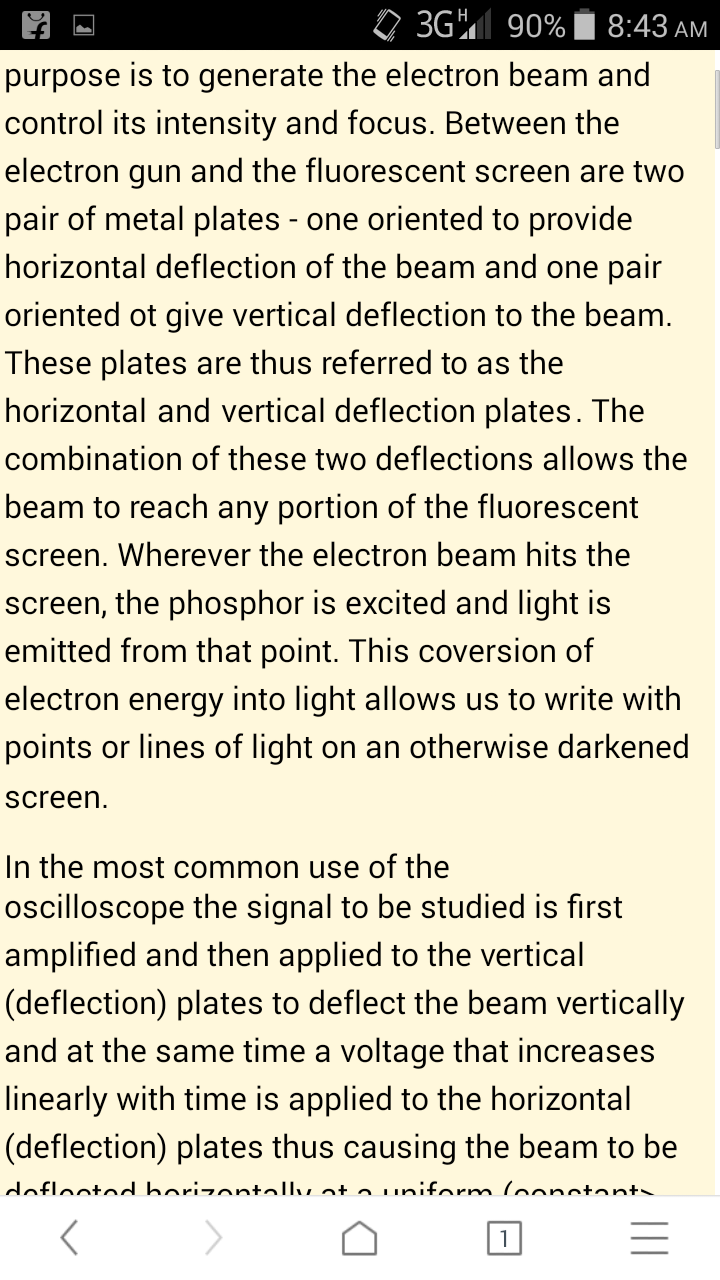 3G H 90% 8:43 AM
purpose is to generate the electron beam and
control its intensity and focus. Between the
electron gun and the fluorescent screen are two
pair of metal plates - one oriented to provide
horizontal deflection of the beam and one pair
oriented ot give vertical deflection to the beam.
These plates are thus referred to as the
horizontal and vertical deflection plates. The
combination of these two deflections allows the
beam to reach any portion of the fluorescent
screen. Wherever the electron beam hits the
screen, the phosphor is excited and light is
emitted from that point. This coversion of
electron energy into light allows us to write with
points or lines of light on an otherwise darkened
screen.
In the most common use of the
oscilloscope the signal to be studied is first
amplified and then applied to the vertical
(deflection) plates to deflect the beam vertically
and at the same time a voltage that increases
linearly with time is applied to the horizontal
(deflection) plates thus causing the beam to be
deflected horizontally at a uniform (constant>
1